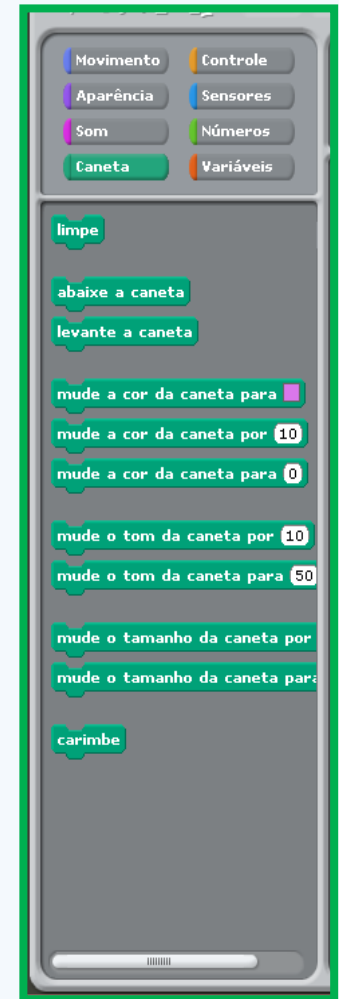 Movimento Controle
Aparência Sensores
Som Números
Caneta Variáveis
limpe
abaixe a caneta
levante a caneta
mude a cor da caneta para
mude a cor da caneta por 10
mude a cor da caneta para 0
mude o tom da caneta por 10
mude o tom da caneta para 50
mude o tamanho da caneta por
mude o tamanho da caneta para
carimbe